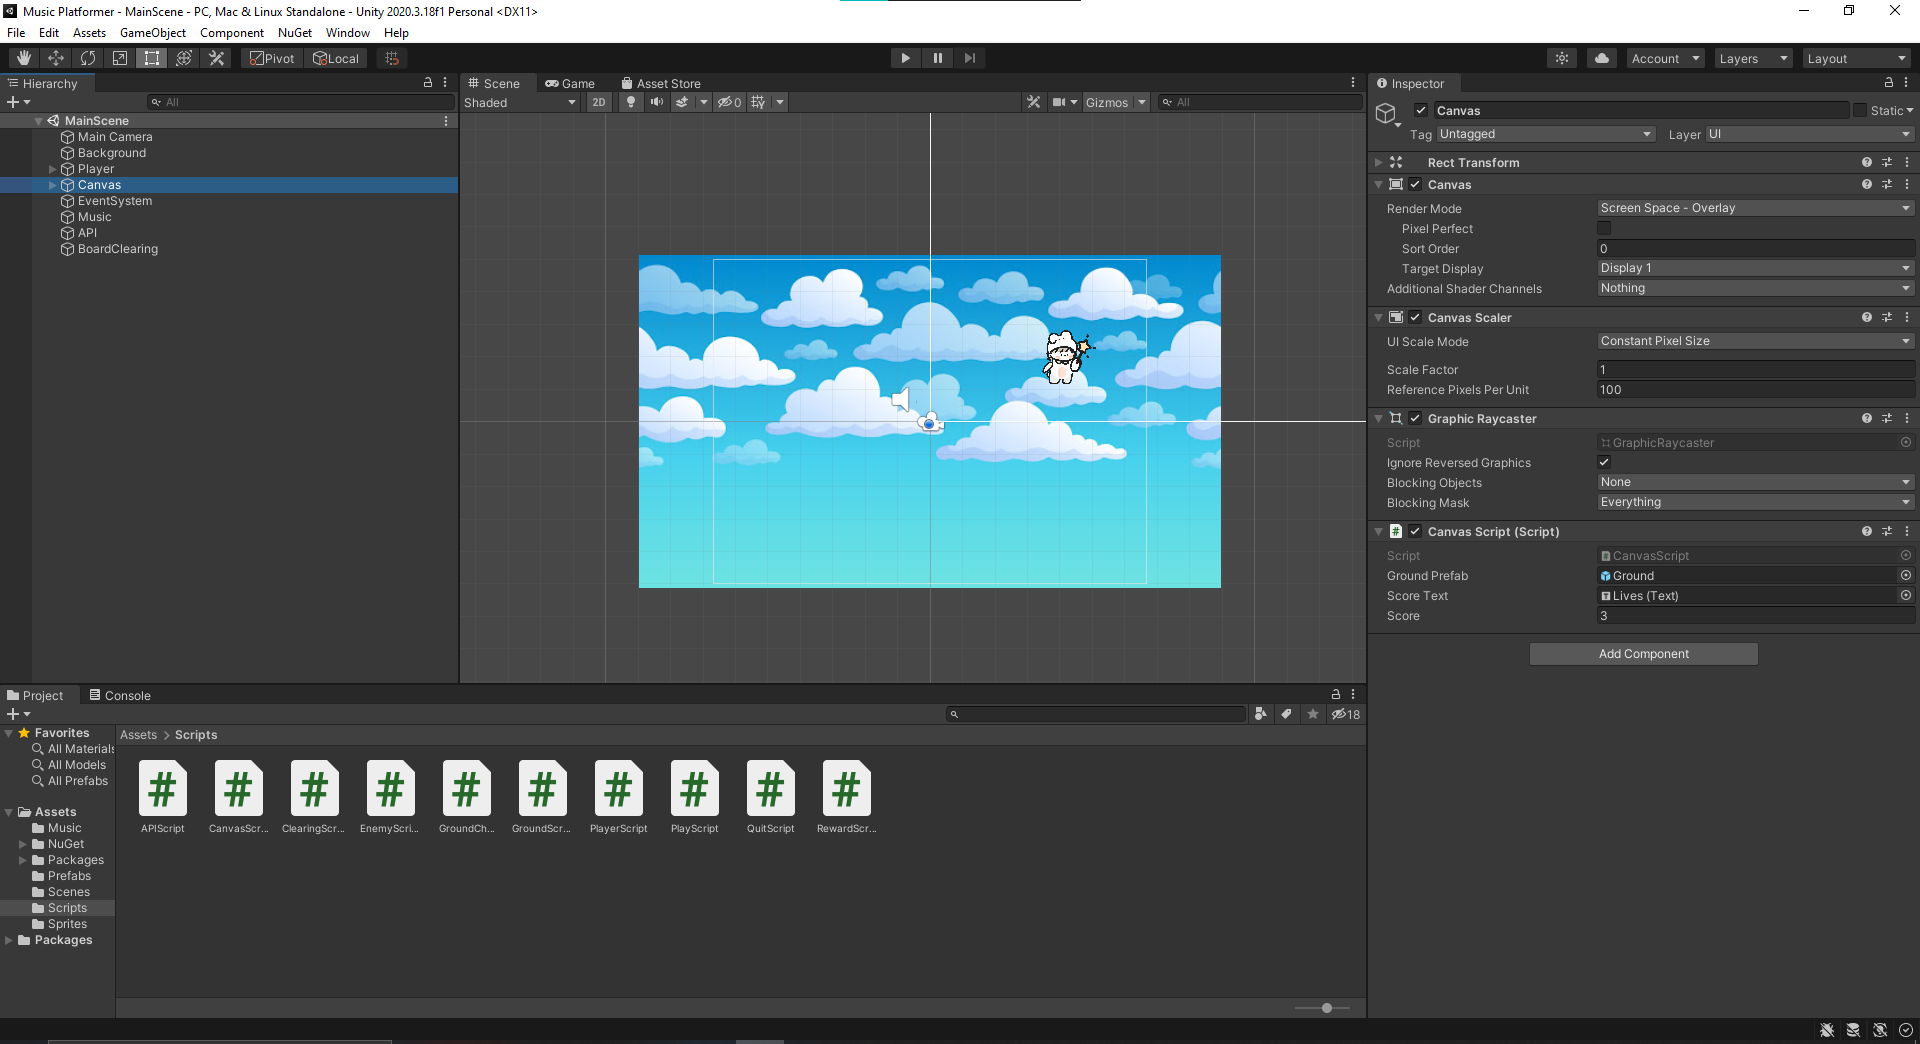 Music Platformer - MainScene - PC, Mac & Linux Standalone - Unity 2020.3.18f1 Personal <DX11>
File Edit Assets GameObject Component NuGet Window Help
Pivot Local Account Layers Layout
Hierarchy
All
MainScene
Main Camera
Background
Player
Canvas
EventSystem
Music
API
BoardClearing
Scene Game Asset Store
Shaded 2D 0 Gizmos All
Inspector
Canvas Static
Tag Untagged Layer UI
Rect Transform
Canvas
Render Mode Screen Space - Overlay
Pixel Perfect
Sort Order 0
Target Display Display 1
Additional Shader Channels Nothing
Canvas Scaler
UI Scale Mode Constant Pixel Size
Scale Factor 1
Reference Pixels Per Unit 100
Graphic Raycaster
Script GraphicRaycaster
Ignore Reversed Graphics
Blocking Objects None
Blocking Mask Everything
Canvas Script (Script)
Script CanvasScript
Ground Prefab Ground
Score Text Lives (Text)
Score 3
Add Component
Project Console
18
Favorites
All Materials
All Models
All Prefabs
Assets
Music
NuGet
Packages
Prefabs
Scenes
Scripts
Sprites
Packages
Assets > Scripts
APIScript CanvasScr... ClearingScr... EnemyScri... GroundCh... GroundScr... PlayerScript PlayScript QuitScript RewardScr...